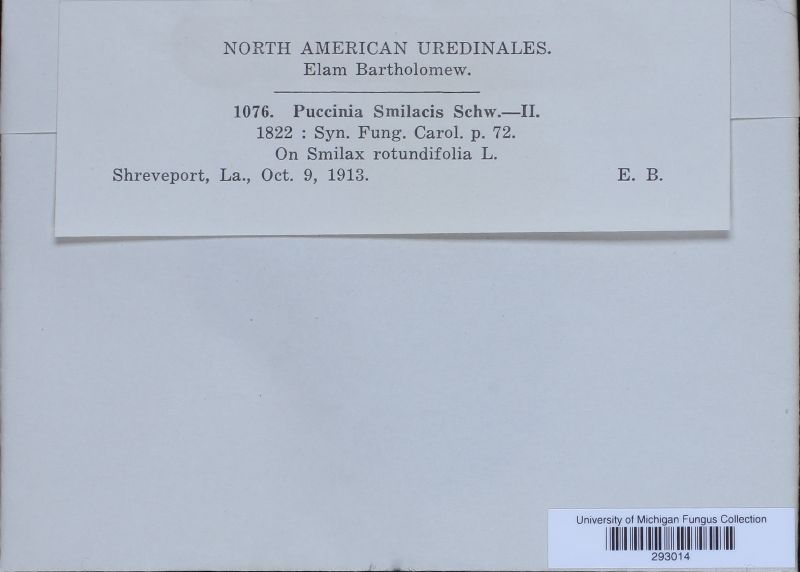 NORTH AMERICAN UREDINALES.
Elam Bartholomew.
1076. Puccinia Smilacis Schw.—II.
1822 : Syn. Fung. Carol. p. 72.
On Smilax rotundifolia L.
Shreveport, La., Oct. 9, 1913. E. B.
University of Michigan Fungus Collection
293014